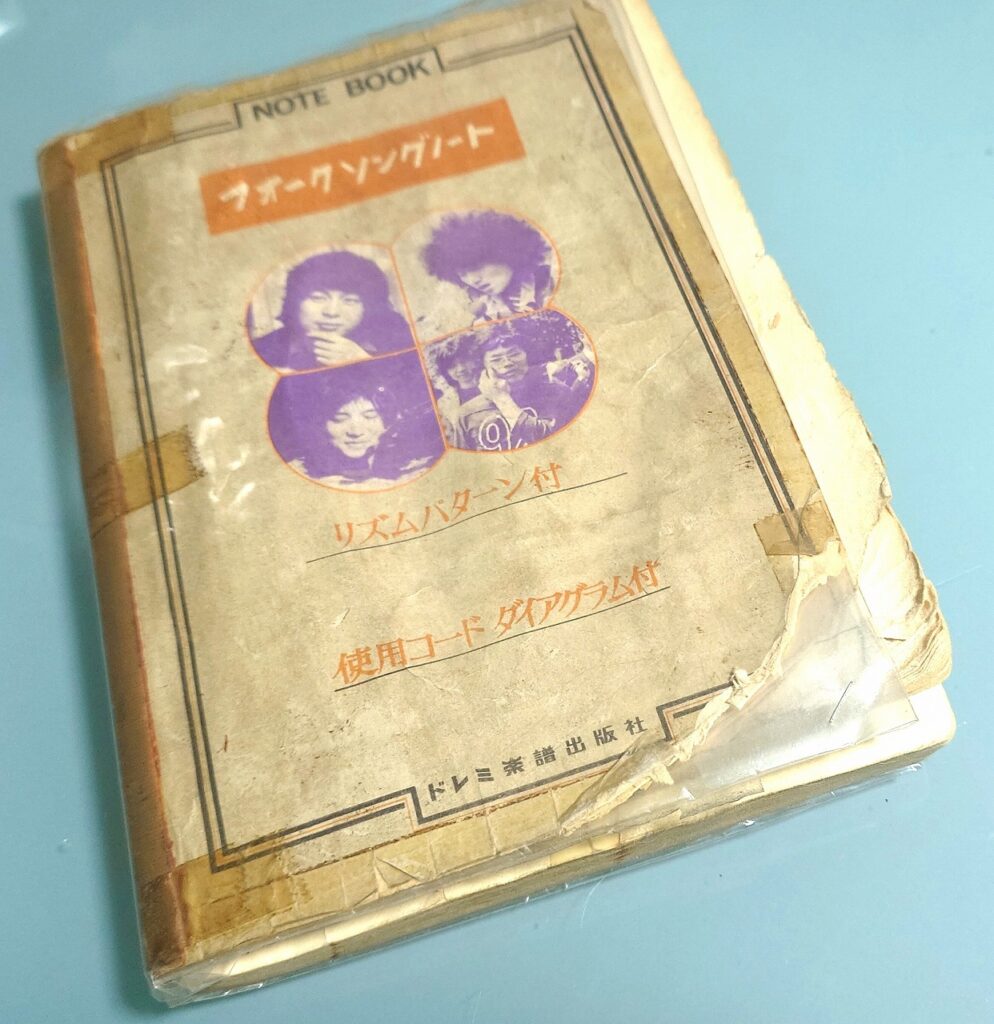 NOTE BOOK
フォークソングノート
9
リズムパターン付
使用コード ダイアグラム付
ドレミ楽譜出版社